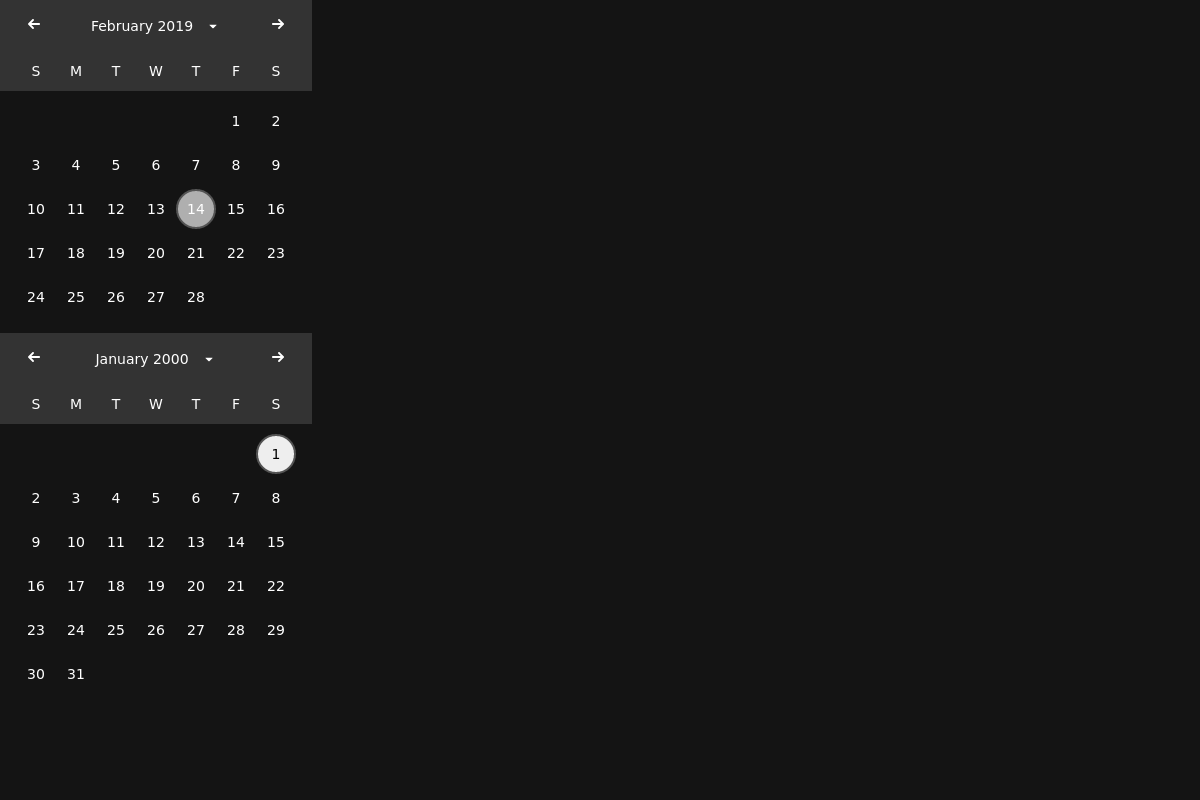 February 2019
S M T W T F S
1 2
3 4 5 6 7 8 9
10 11 12 13 14 15 16
17 18 19 20 21 22 23
24 25 26 27 28
January 2000
S M T W T F S
1
2 3 4 5 6 7 8
9 10 11 12 13 14 15
16 17 18 19 20 21 22
23 24 25 26 27 28 29
30 31